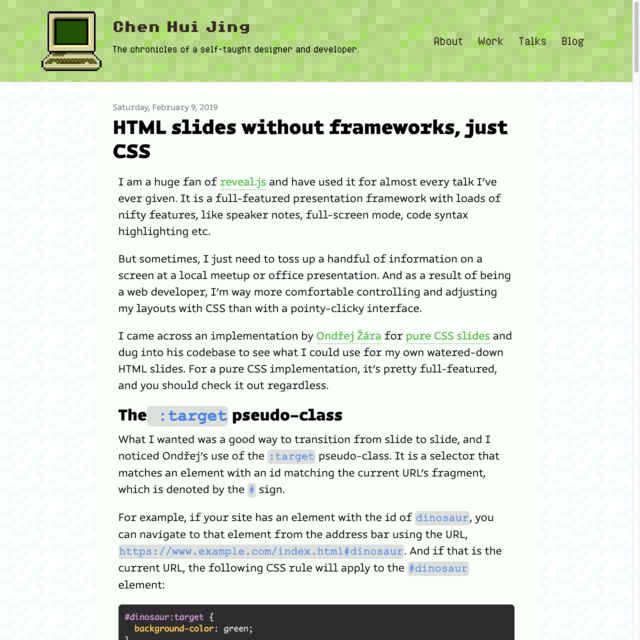 Chen Hui Jing
The chronicles of a self-taught designer and developer.
About Work Talks Blog
Saturday, February 9, 2019
HTML slides without frameworks, just
CSS
I am a huge fan of reveal.js and have used it for almost every talk I've
ever given. It is a full-featured presentation framework with loads of
nifty features, like speaker notes, full-screen mode, code syntax
highlighting etc.
But sometimes, I just need to toss up a handful of information on a
screen at a local meetup or office presentation. And as a result of being
a web developer, I'm way more comfortable controlling and adjusting
my layouts with CSS than with a pointy-clicky interface.
I came across an implementation by Ondřej Žára for pure CSS slides and
dug into his codebase to see what I could use for my own watered-down
HTML slides. For a pure CSS implementation, it's pretty full-featured,
and you should check it out regardless.
The :target pseudo-class
What I wanted was a good way to transition from slide to slide, and I
noticed Ondřej's use of the :target pseudo-class. It is a selector that
matches an element with an id matching the current URL's fragment,
which is denoted by the # sign.
For example, if your site has an element with the id of dinosaur, you
can navigate to that element from the address bar using the URL,
https://www.example.com/index.html#dinosaur. And if that is the
current URL, the following CSS rule will apply to the #dinosaur
element:
#dinosaur:target {
background-color: green;
}